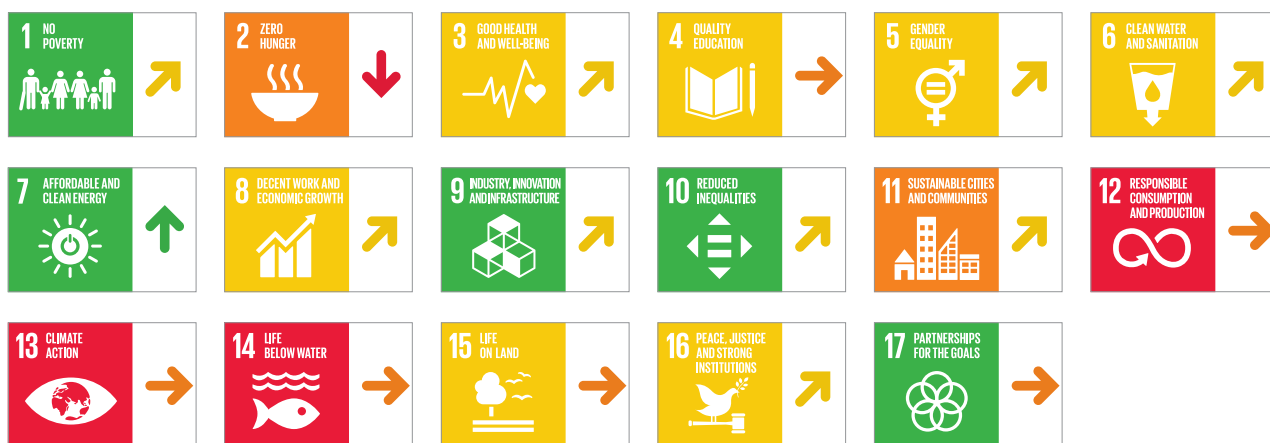 1 NO
POVERTY
2 ZERO
HUNGER
3 GOOD HEALTH
AND WELL-BEING
4 QUALITY
EDUCATION
5 GENDER
EQUALITY
6 CLEAN WATER
AND SANITATION
7 AFFORDABLE AND
CLEAN ENERGY
8 DECENT WORK AND
ECONOMIC GROWTH
9 INDUSTRY, INNOVATION
AND INFRASTRUCTURE
10 REDUCED
INEQUALITIES
11 SUSTAINABLE CITIES
AND COMMUNITIES
12 RESPONSIBLE
CONSUMPTION
AND PRODUCTION
13 CLIMATE
ACTION
14 LIFE
BELOW WATER
15 LIFE
ON LAND
16 PEACE, JUSTICE
AND STRONG
INSTITUTIONS
17 PARTNERSHIPS
FOR THE GOALS